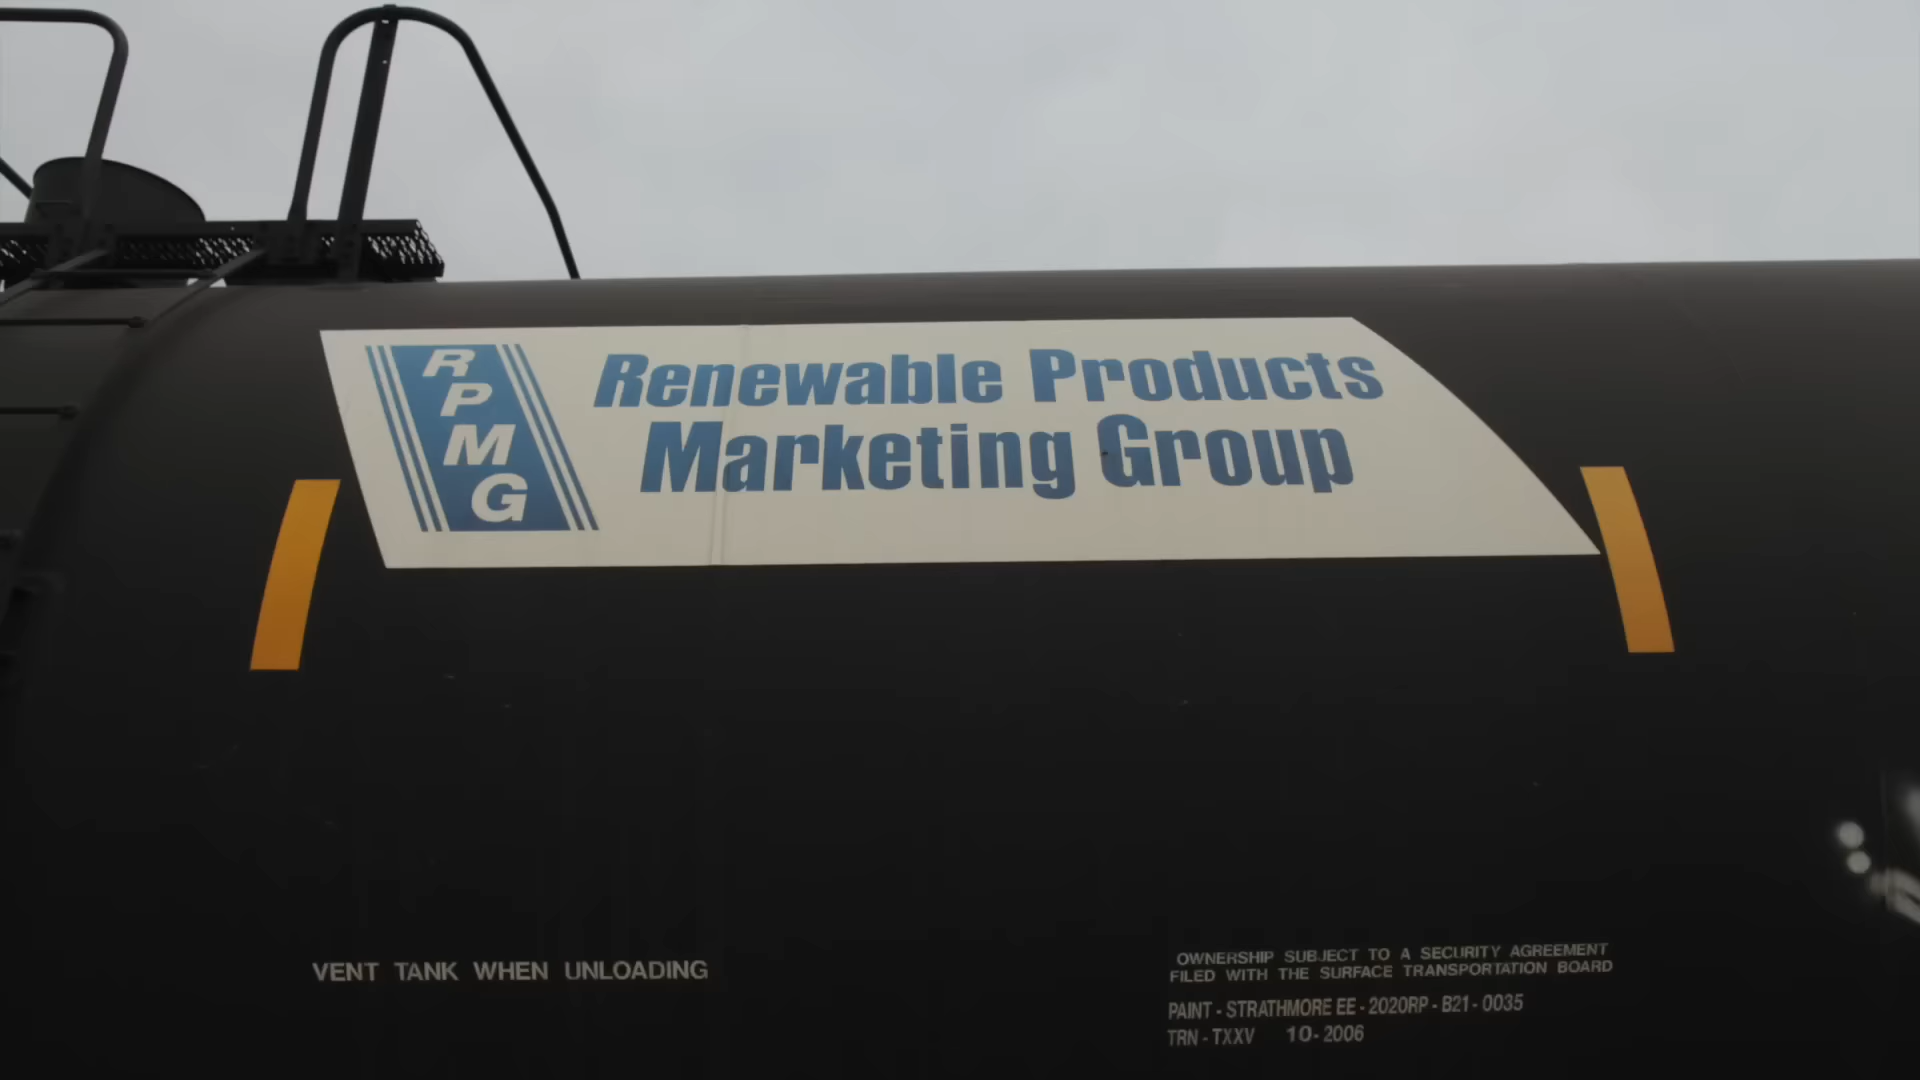 R
P
M
G
Renewable Products
Marketing Group
VENT TANK WHEN UNLOADING
OWNERSHIP SUBJECT TO A SECURITY AGREEMENT
FILED WITH THE SURFACE TRANSPORTATION BOARD
PAINT - STRATHMORE EE - 2020RP - B21 - 0035
TRN - TXXV 10 - 2006